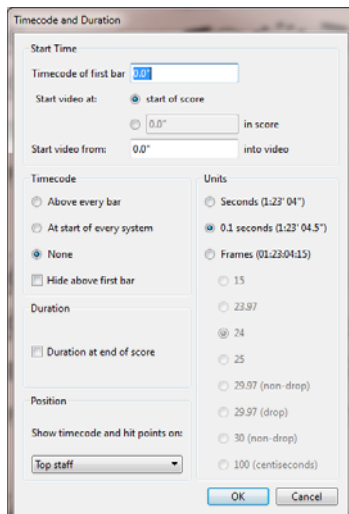 Timecode and Duration
Start Time
Timecode of first bar 0.0"
Start video at: start of score
0.0" in score
Start video from: 0.0" into video
Timecode
Above every bar
At start of every system
None
Hide above first bar
Duration
Duration at end of score
Position
Show timecode and hit points on:
Top staff
Units
Seconds (1:23' 04")
0.1 seconds (1:23' 04.5")
Frames (01:23:04:15)
15
23.97
24
25
29.97 (non-drop)
29.97 (drop)
30 (non-drop)
100 (centiseconds)
OK Cancel